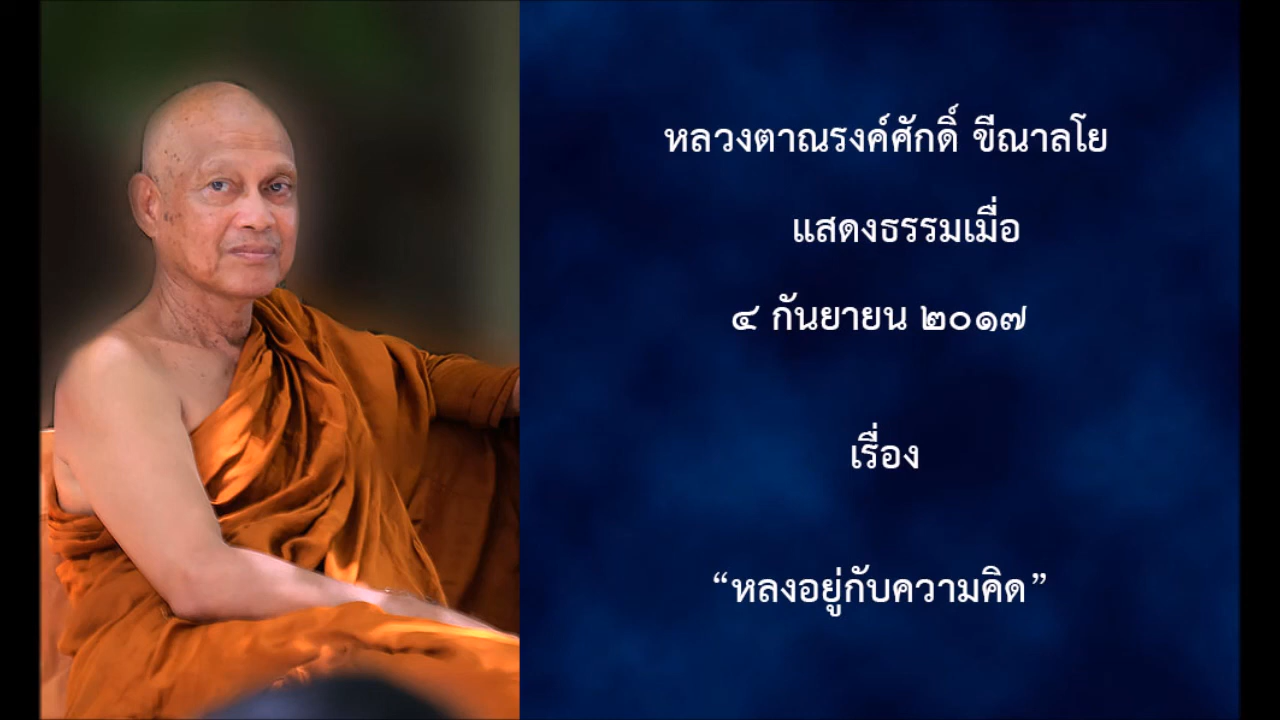 หลวงตาณรงค์ศักดิ์ ขีณาลโย
แสดงธรรมเมื่อ
๔ กันยายน ๒๐๑๗
เรื่อง
“หลงอยู่กับความคิด”